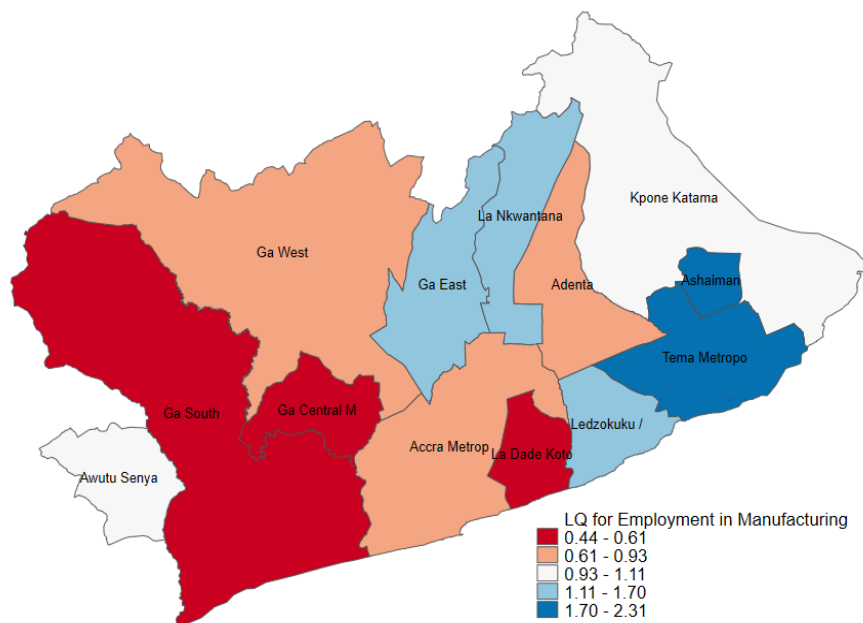 Kpone Katama
La Nkwantana
Ga West
Ashaiman
Ga East
Adenta
Tema Metropo
Ga South
Ga Central M
Ledzokuku /
Accra Metrop
La Dade Koto
Awutu Senya
LQ for Employment in Manufacturing
0.44 - 0.61
0.61 - 0.93
0.93 - 1.11
1.11 - 1.70
1.70 - 2.31